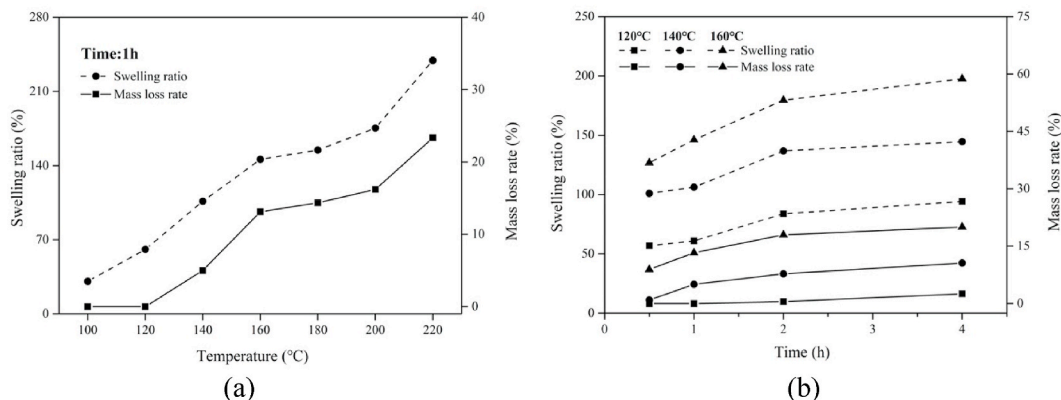 Time:1h
Swelling ratio
Mass loss rate
280
210
140
70
0
Swelling ratio (%)
40
30
20
10
0
Mass loss rate (%)
100 120 140 160 180 200 220
Temperature (℃)
(a)
120℃ 140℃ 160℃
Swelling ratio
Mass loss rate
250
200
150
100
50
0
Swelling ratio (%)
75
60
45
30
15
0
Mass loss rate (%)
0 1 2 3 4
Time (h)
(b)